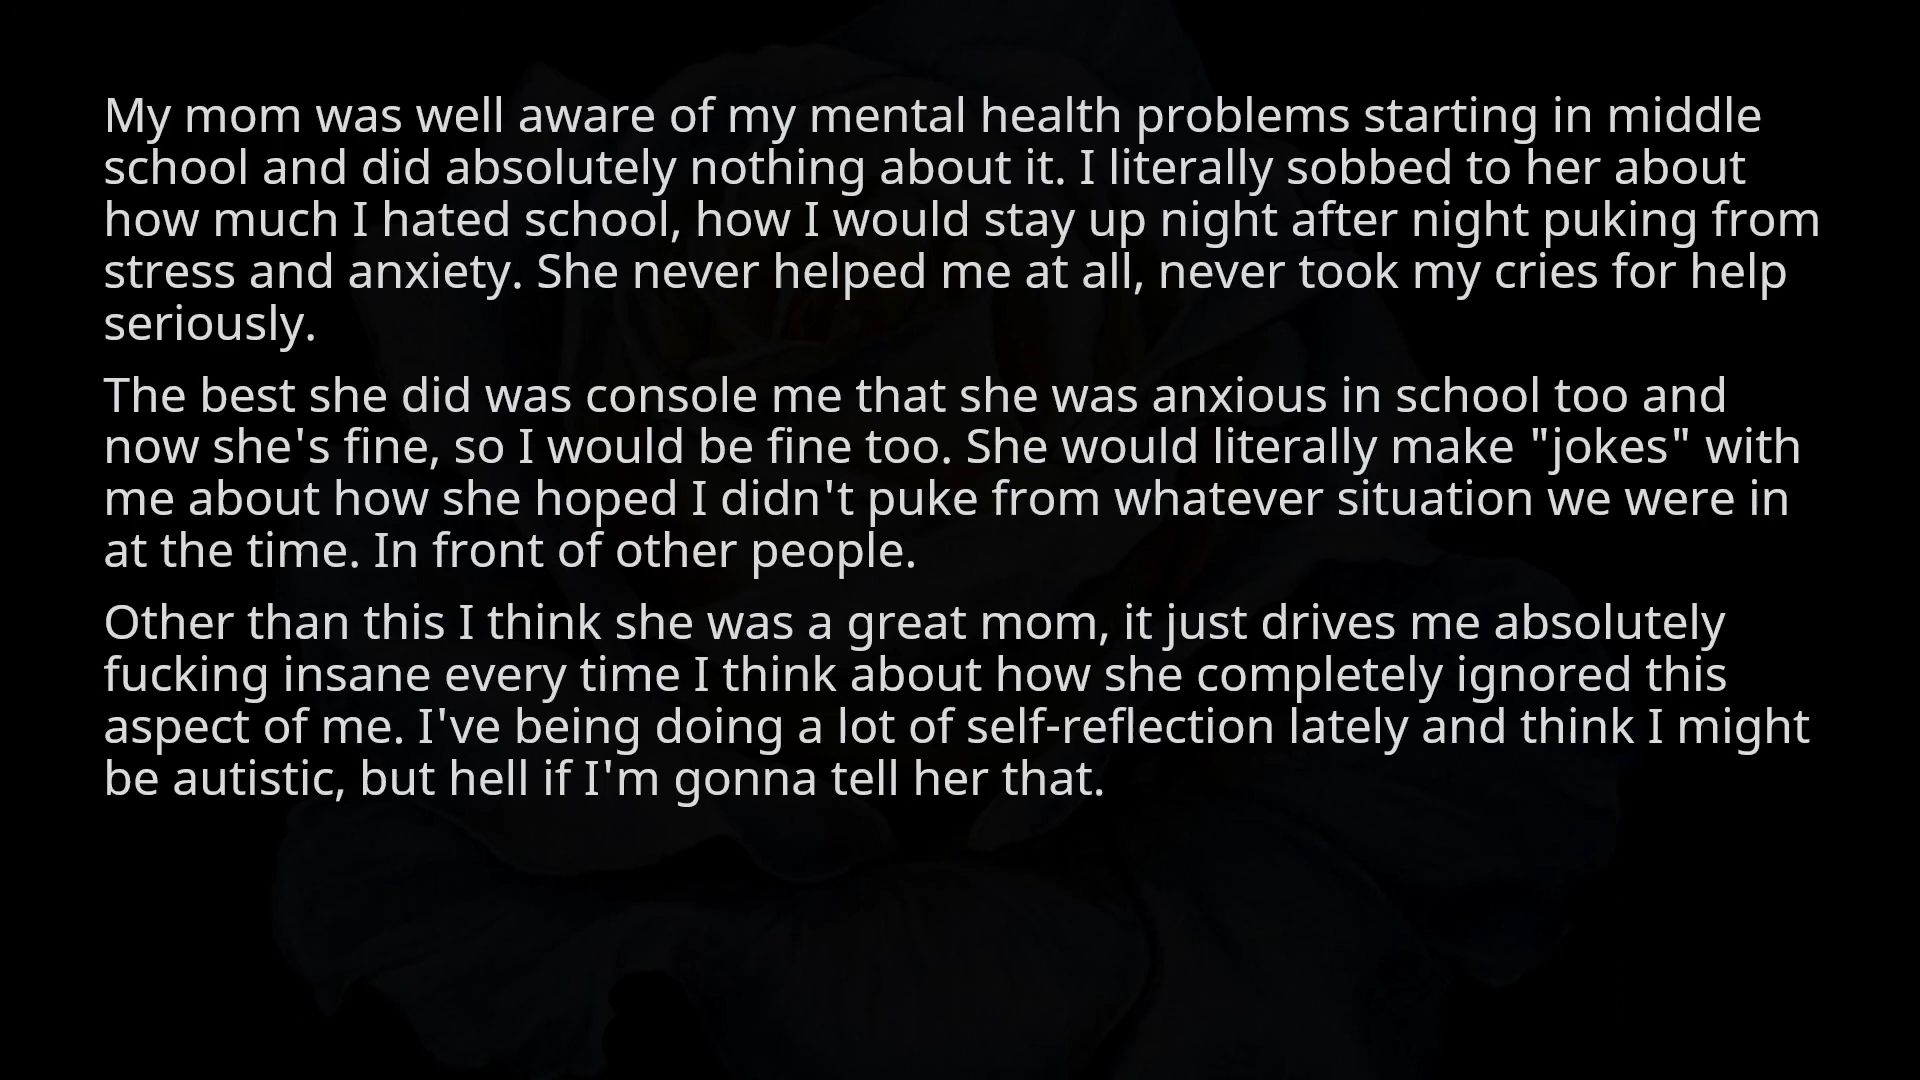 My mom was well aware of my mental health problems starting in middle
school and did absolutely nothing about it. I literally sobbed to her about
how much I hated school, how I would stay up night after night puking from
stress and anxiety. She never helped me at all, never took my cries for help
seriously.
The best she did was console me that she was anxious in school too and
now she's fine, so I would be fine too. She would literally make "jokes" with
me about how she hoped I didn't puke from whatever situation we were in
at the time. In front of other people.
Other than this I think she was a great mom, it just drives me absolutely
fucking insane every time I think about how she completely ignored this
aspect of me. I've being doing a lot of self-reflection lately and think I might
be autistic, but hell if I'm gonna tell her that.